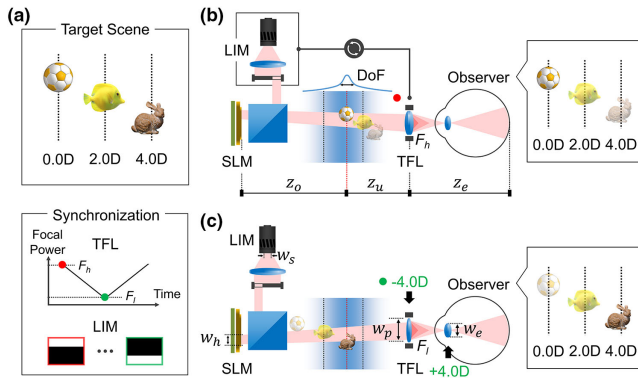 (a)
Target Scene
0.0D 2.0D 4.0D
Synchronization
Focal
Power
TFL
F_h
F_l
Time
LIM
(b)
LIM
DoF
Observer
F_h
SLM
TFL
z_o z_u z_e
0.0D 2.0D 4.0D
(c)
LIM
w_s
-4.0D
Observer
w_h
w_p
w_e
F_l
SLM
TFL
+4.0D
0.0D 2.0D 4.0D